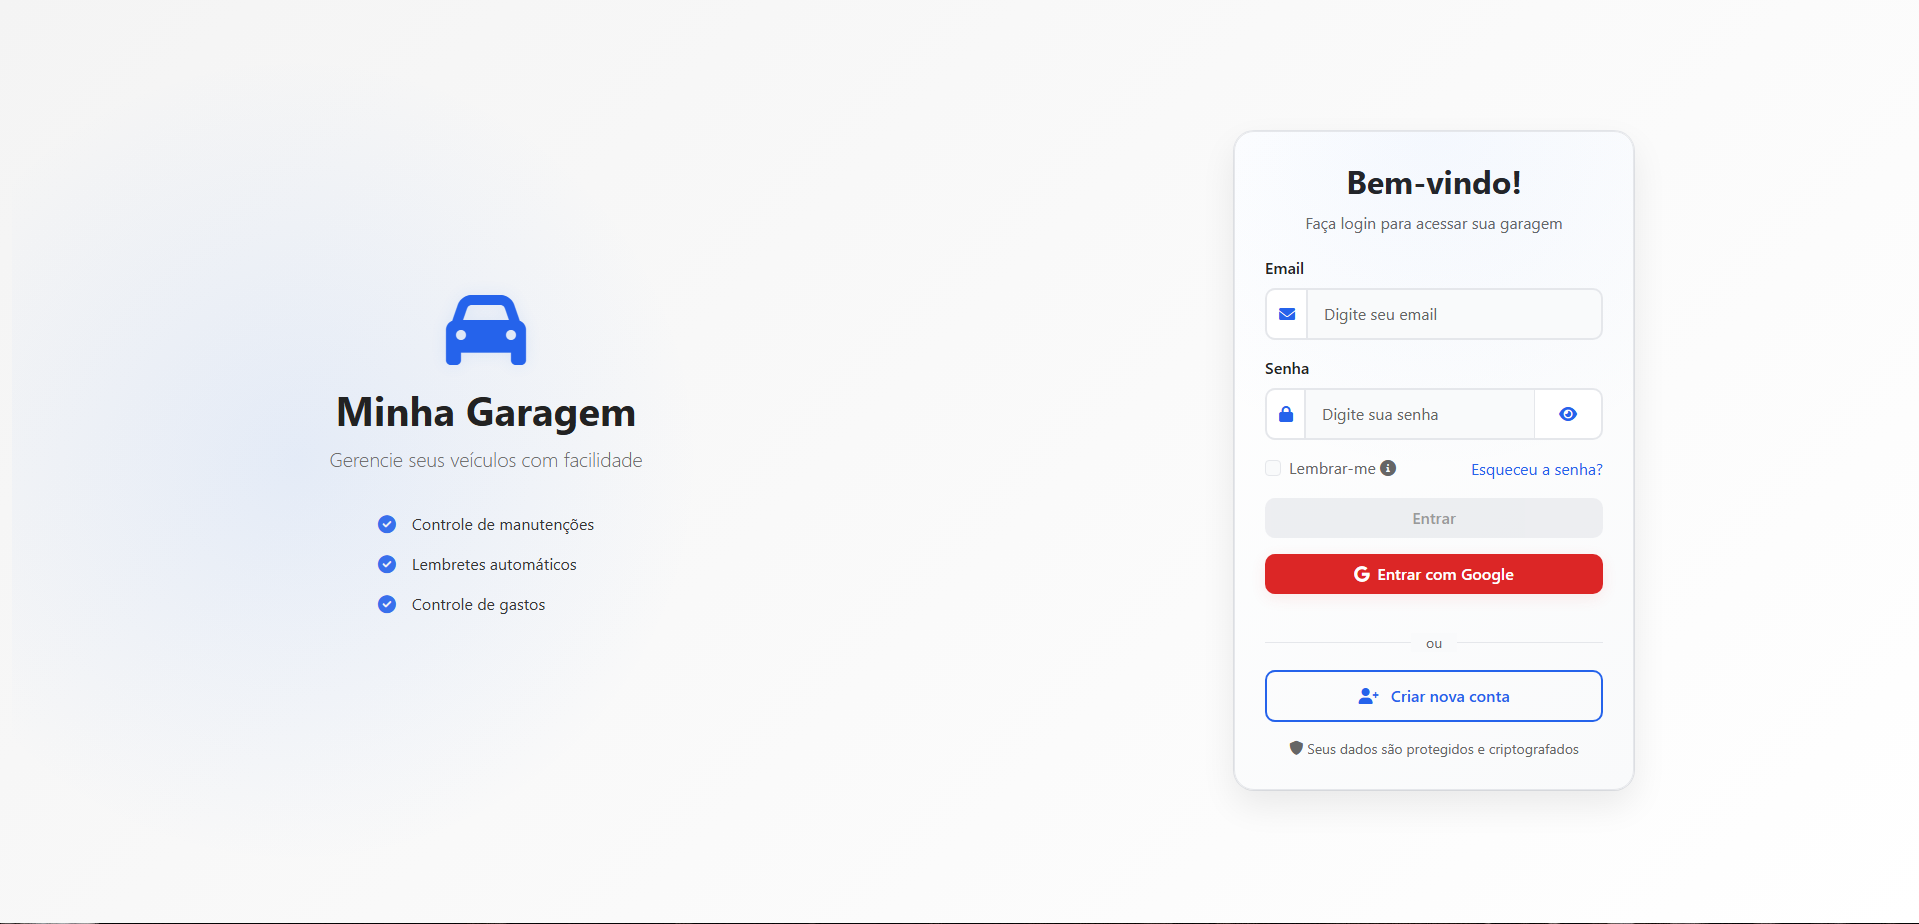 Minha Garagem
Gerencie seus veículos com facilidade
Controle de manutenções
Lembretes automáticos
Controle de gastos
Bem-vindo!
Faça login para acessar sua garagem
Email
Digite seu email
Senha
Digite sua senha
Lembrar-me
Esqueceu a senha?
Entrar
Entrar com Google
ou
Criar nova conta
Seus dados são protegidos e criptografados